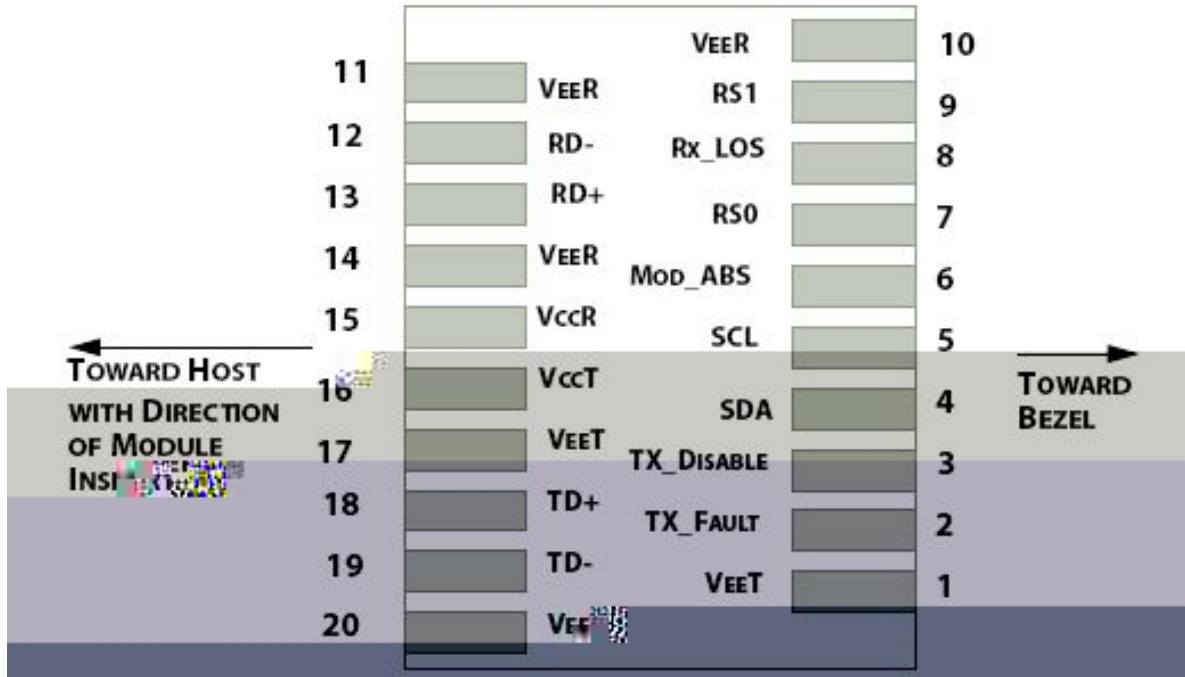 VEER 10
11 VEER
RS1 9
12 RD-
RX_LOS 8
13 RD+
RS0 7
14 VEER
MOD_ABS 6
15 VCCR
SCL 5
TOWARD HOST
WITH DIRECTION
OF MODULE
16 VCCT
SDA 4
TOWARD
BEZEL
17 VEET
TX_DISABLE 3
18 TD+
TX_FAULT 2
19 TD-
VEET 1
20